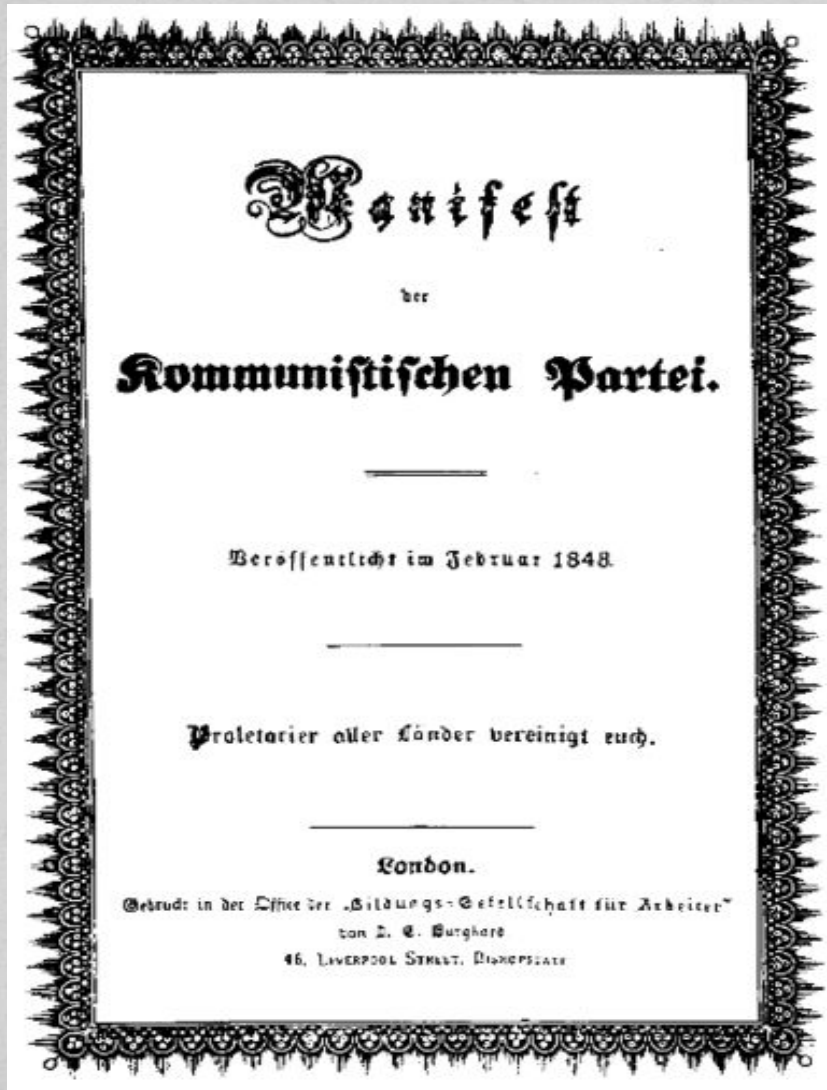 Manifest
der
Kommunistischen Partei.
Veröffentlicht im Februar 1848.
Proletarier aller Länder vereinigt euch.
London.
Gedruckt in der Office der „Bildungs-Gesellschaft für Arbeiter“
von J. E. Burghard
46, LIVERPOOL STREET, BISHOPSGATE